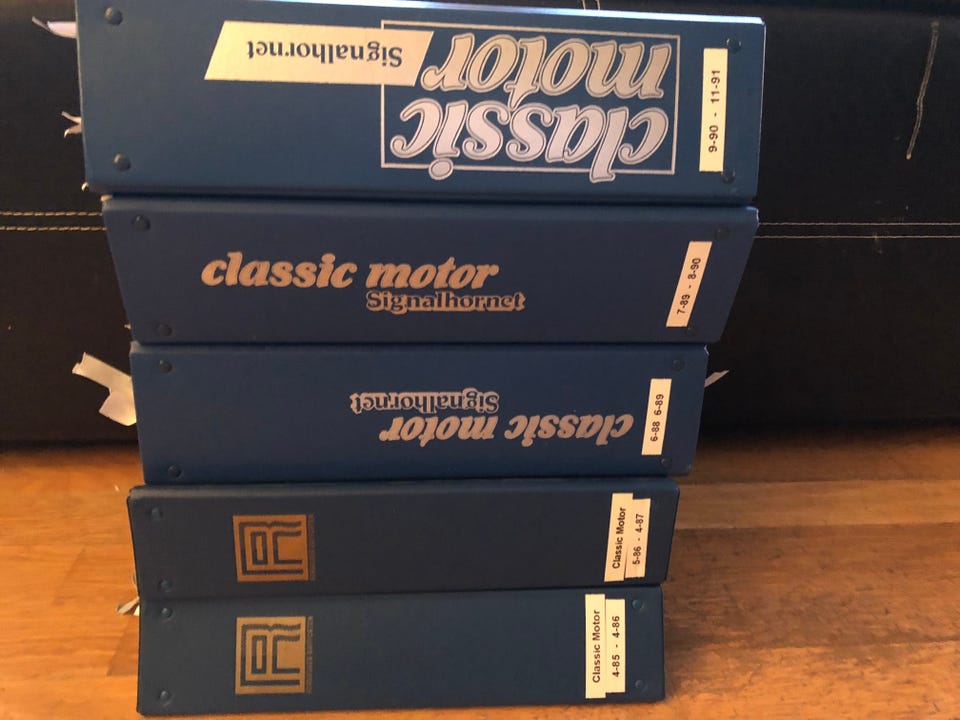 Signalhornet
classic
motor
9-90 - 11-91
classic motor
Signalhornet
7-89 - 8-90
classic motor
Signalhornet
6-88 6-89
Classic Motor
5-86 - 4-87
Classic Motor
4-85 - 4-86